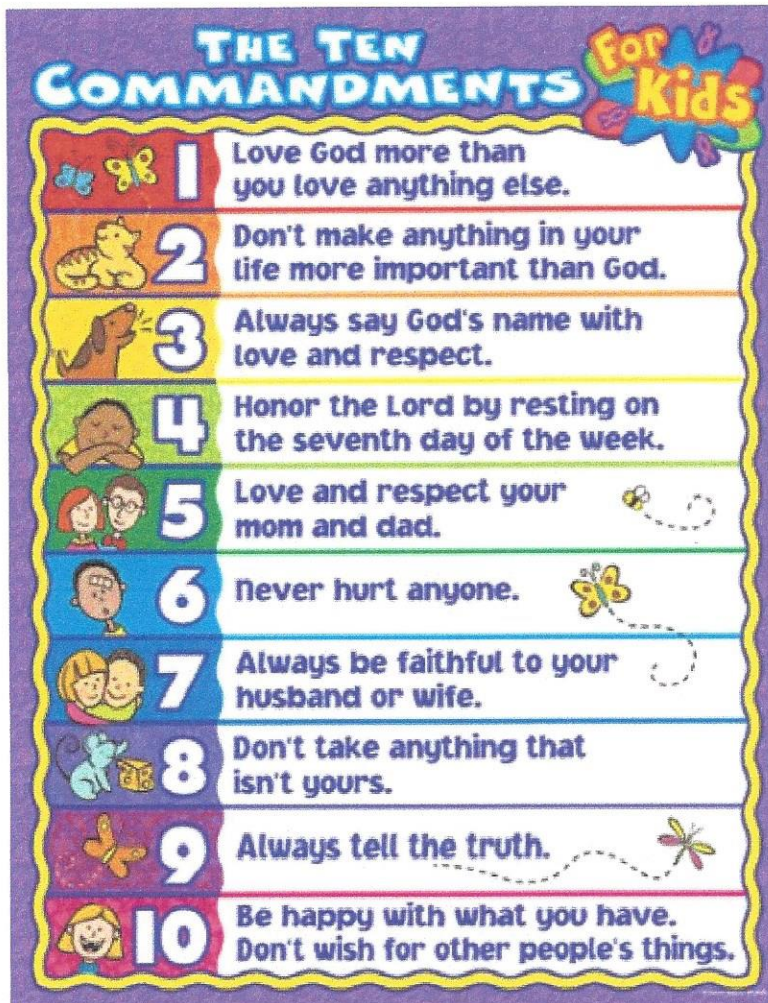 THE TEN
COMMANDMENTS
For
Kids
1
Love God more than
you love anything else.
2
Don't make anything in your
life more important than God.
3
Always say God's name with
love and respect.
4
Honor the Lord by resting on
the seventh day of the week.
5
Love and respect your
mom and dad.
6
Never hurt anyone.
7
Always be faithful to your
husband or wife.
8
Don't take anything that
isn't yours.
9
Always tell the truth.
10
Be happy with what you have.
Don't wish for other people's things.